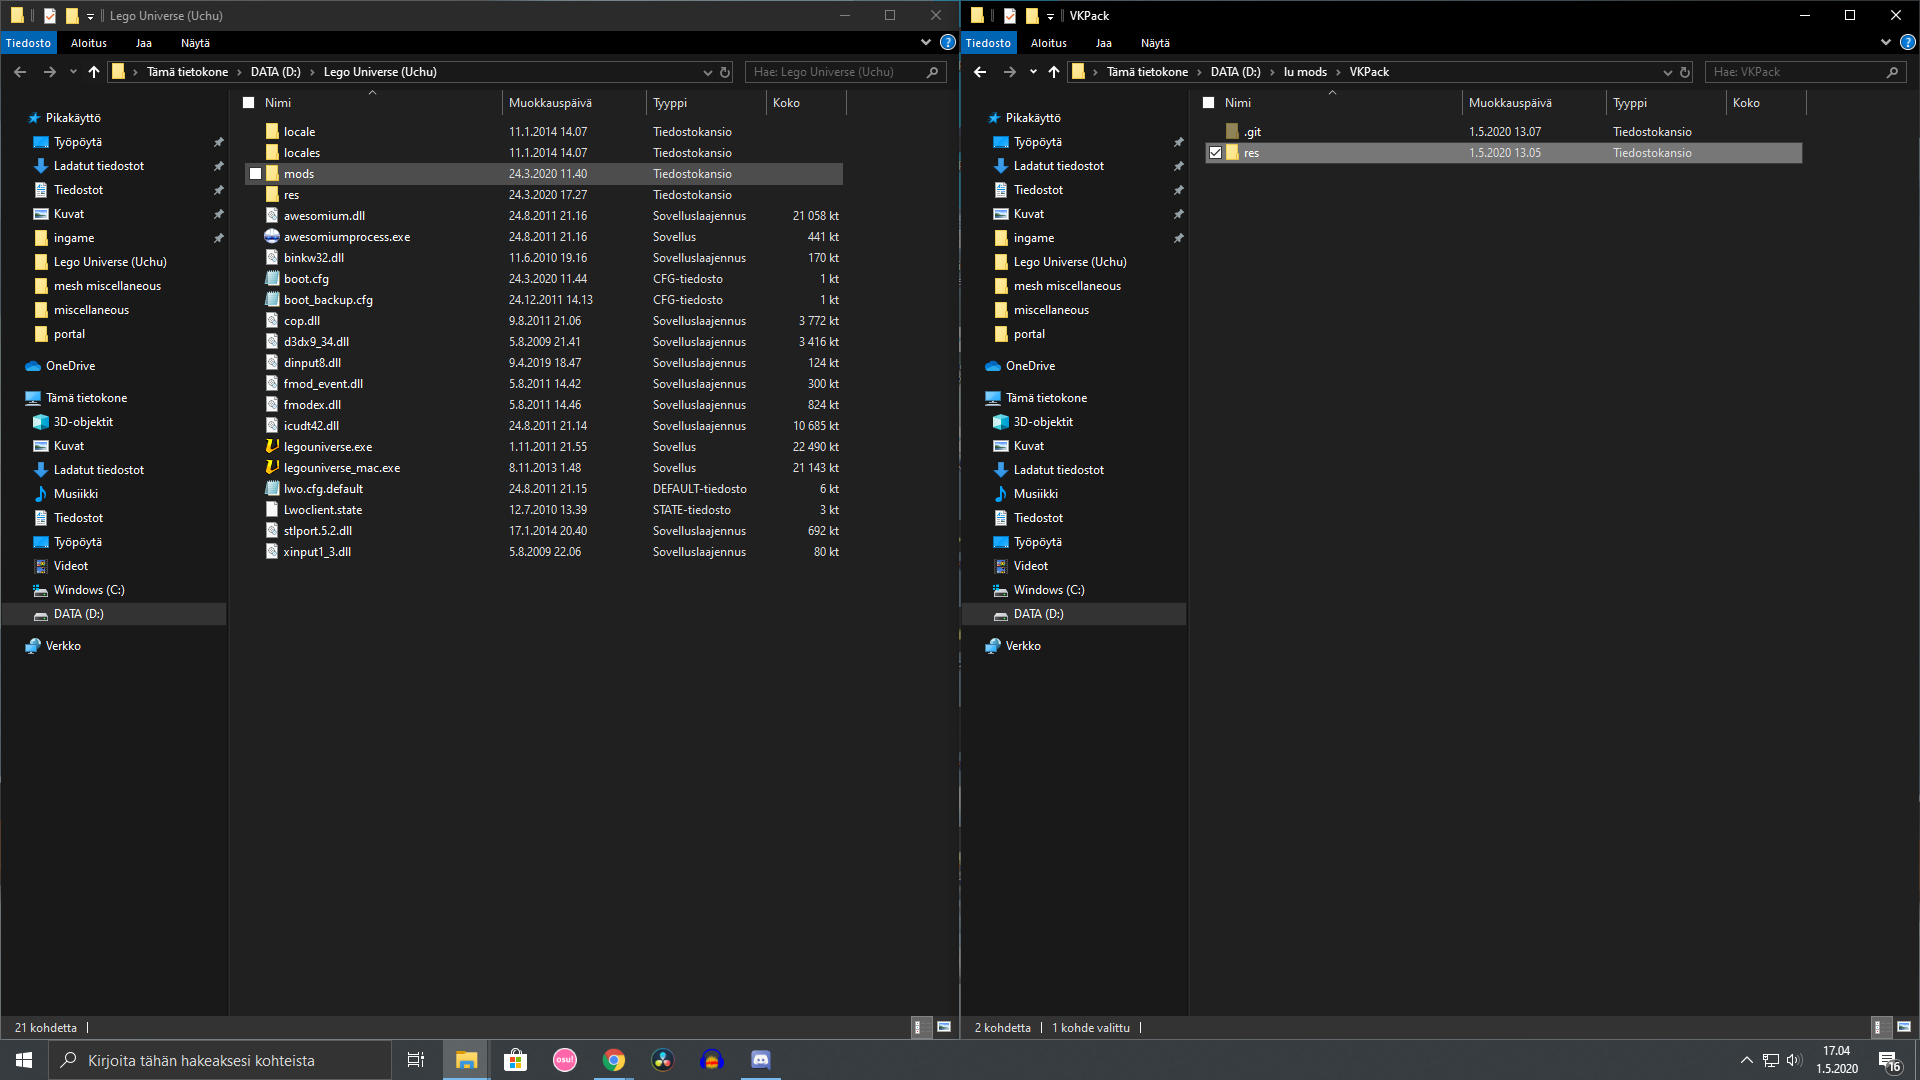 Lego Universe (Uchu)
Tiedosto Aloitus Jaa Näytä
Tämä tietokone DATA (D:) Lego Universe (Uchu)
Hae: Lego Universe (Uchu)
Pikakäyttö
Työpöytä
Ladatut tiedostot
Tiedostot
Kuvat
ingame
Lego Universe (Uchu)
mesh miscellaneous
miscellaneous
portal
OneDrive
Tämä tietokone
3D-objektit
Kuvat
Ladatut tiedostot
Musiikki
Tiedostot
Työpöytä
Videot
Windows (C:)
DATA (D:)
Verkko
Nimi Muokkauspäivä Tyyppi Koko
locale 11.1.2014 14.07 Tiedostokansio
locales 11.1.2014 14.07 Tiedostokansio
mods 24.3.2020 11.40 Tiedostokansio
res 24.3.2020 17.27 Tiedostokansio
awesomium.dll 24.8.2011 21.16 Sovelluslaajennus 21 058 kt
awesomiumprocess.exe 24.8.2011 21.16 Sovellus 441 kt
binkw32.dll 11.6.2010 19.16 Sovelluslaajennus 170 kt
boot.cfg 24.3.2020 11.44 CFG-tiedosto 1 kt
boot_backup.cfg 24.12.2011 14.13 CFG-tiedosto 1 kt
cop.dll 9.8.2011 21.06 Sovelluslaajennus 3 772 kt
d3dx9_34.dll 5.8.2009 21.41 Sovelluslaajennus 3 416 kt
dinput8.dll 9.4.2019 18.47 Sovelluslaajennus 124 kt
fmod_event.dll 5.8.2011 14.42 Sovelluslaajennus 300 kt
fmodex.dll 5.8.2011 14.46 Sovelluslaajennus 824 kt
icudt42.dll 24.8.2011 21.14 Sovelluslaajennus 10 685 kt
legouniverse.exe 1.11.2011 21.55 Sovellus 22 490 kt
legouniverse_mac.exe 8.11.2013 1.48 Sovellus 21 143 kt
lwo.cfg.default 24.8.2011 21.15 DEFAULT-tiedosto 6 kt
Lwoclient.state 12.7.2010 13.39 STATE-tiedosto 3 kt
stlport.5.2.dll 17.1.2014 20.40 Sovelluslaajennus 692 kt
xinput1_3.dll 5.8.2009 22.06 Sovelluslaajennus 80 kt
21 kohdetta
VKPack
Tiedosto Aloitus Jaa Näytä
Tämä tietokone DATA (D:) lu mods VKPack
Hae: VKPack
Pikakäyttö
Työpöytä
Ladatut tiedostot
Tiedostot
Kuvat
ingame
Lego Universe (Uchu)
mesh miscellaneous
miscellaneous
portal
OneDrive
Tämä tietokone
3D-objektit
Kuvat
Ladatut tiedostot
Musiikki
Tiedostot
Työpöytä
Videot
Windows (C:)
DATA (D:)
Verkko
Nimi Muokkauspäivä Tyyppi Koko
.git 1.5.2020 13.07 Tiedostokansio
res 1.5.2020 13.05 Tiedostokansio
2 kohdetta 1 kohde valittu
Kirjoita tähän hakeaksesi kohteista
osu!
17.04
1.5.2020
16